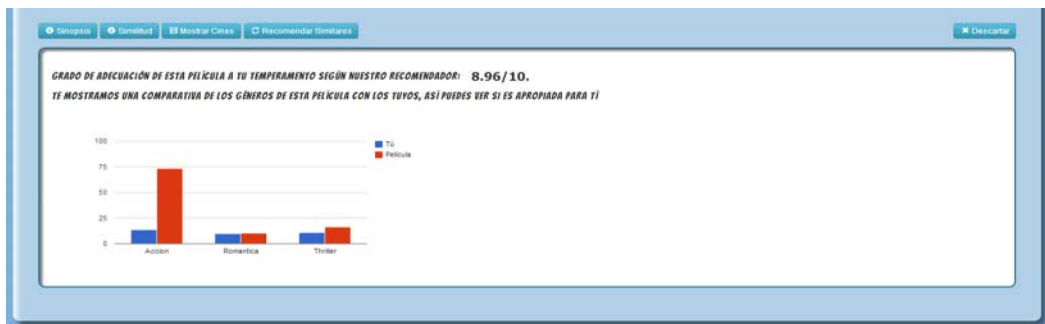 Sinopsis Similitud Mostrar Cines Recomendar Similares Descartar
GRADO DE ADECUACIÓN DE ESTA PELÍCULA A TU TEMPERAMENTO SEGÚN NUESTRO RECOMENDADOR: 8.96/10.
TE MOSTRAMOS UNA COMPARATIVA DE LOS GÉNEROS DE ESTA PELÍCULA CON LOS TUYOS, ASÍ PUEDES VER SI ES APROPIADA PARA TÍ
100
75
50
25
0
Accion Romantica Thriller
Tú
Película